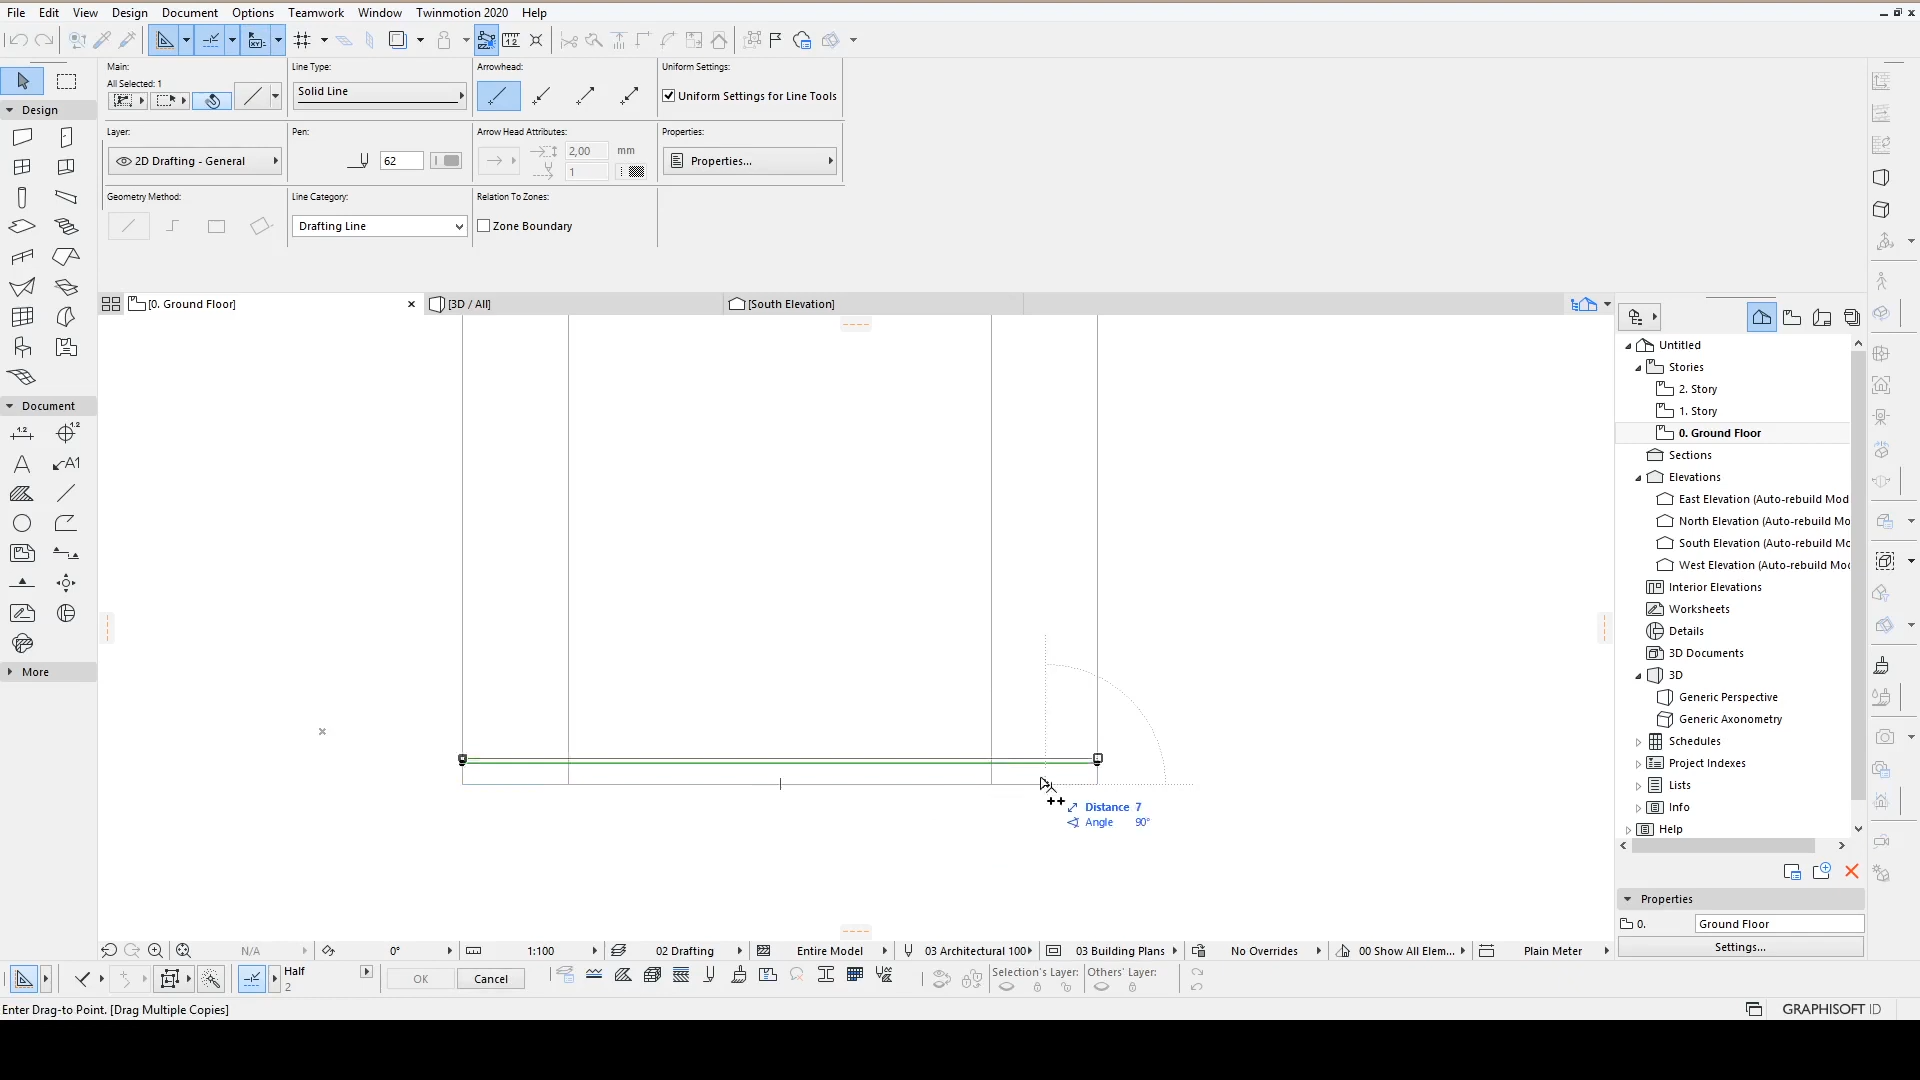 File Edit View Design Document Options Teamwork Window Twinmotion 2020 Help
Main:
All Selected: 1
Line Type:
Solid Line
Arrowhead:
Uniform Settings:
Uniform Settings for Line Tools
Layer:
2D Drafting - General
Pen:
62
Arrow Head Attributes:
2,00 mm
1
Properties:
Properties...
Geometry Method:
Line Category:
Drafting Line
Relation To Zones:
Zone Boundary
Design
Document
More
[0. Ground Floor]
[3D / All]
[South Elevation]
Distance 7
Angle 90°
Untitled
Stories
2. Story
1. Story
0. Ground Floor
Sections
Elevations
East Elevation (Auto-rebuild Mod
North Elevation (Auto-rebuild Mo
South Elevation (Auto-rebuild Mo
West Elevation (Auto-rebuild Mod
Interior Elevations
Worksheets
Details
3D Documents
3D
Generic Perspective
Generic Axonometry
Schedules
Project Indexes
Lists
Info
Help
Properties
0. Ground Floor
Settings...
N/A 0° 1:100 02 Drafting Entire Model 03 Architectural 100 03 Building Plans No Overrides 00 Show All Elem... Plain Meter
Half
2
OK Cancel
Selection's Layer: Others' Layer:
Enter Drag-to Point. [Drag Multiple Copies]
GRAPHISOFT ID